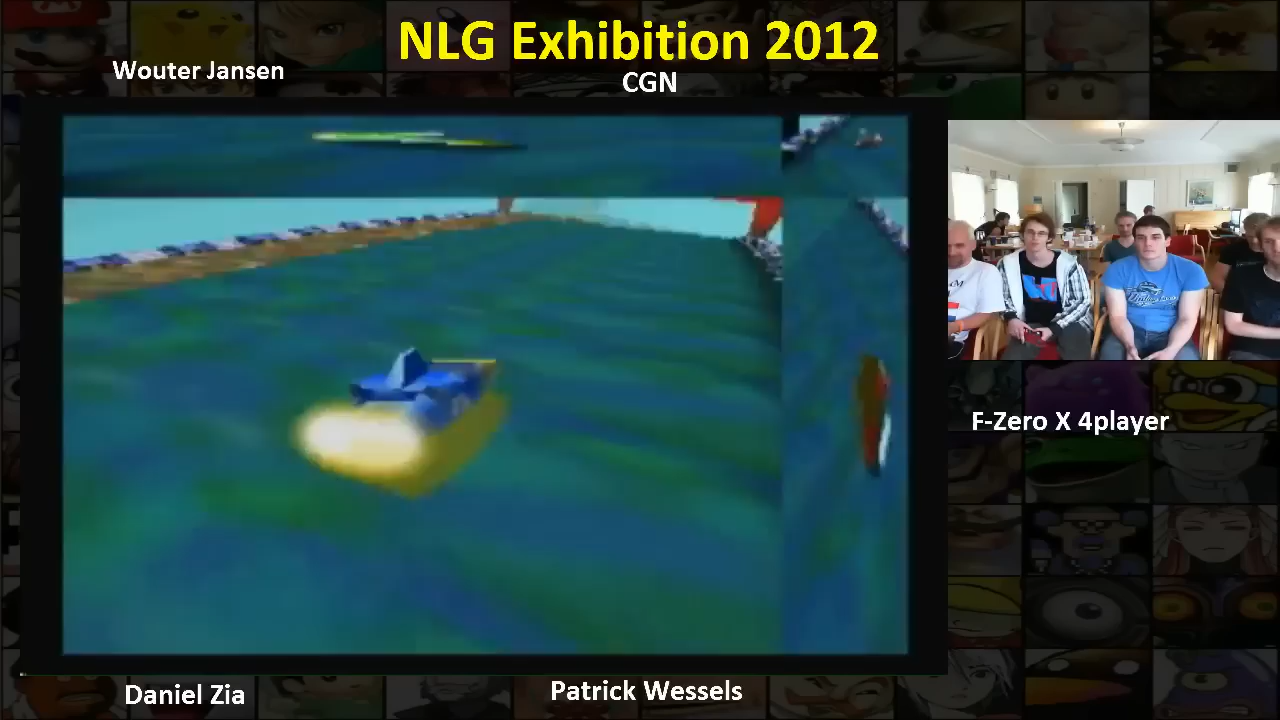 NLG Exhibition 2012
Wouter Jansen
CGN
F-Zero X 4player
Daniel Zia
Patrick Wessels